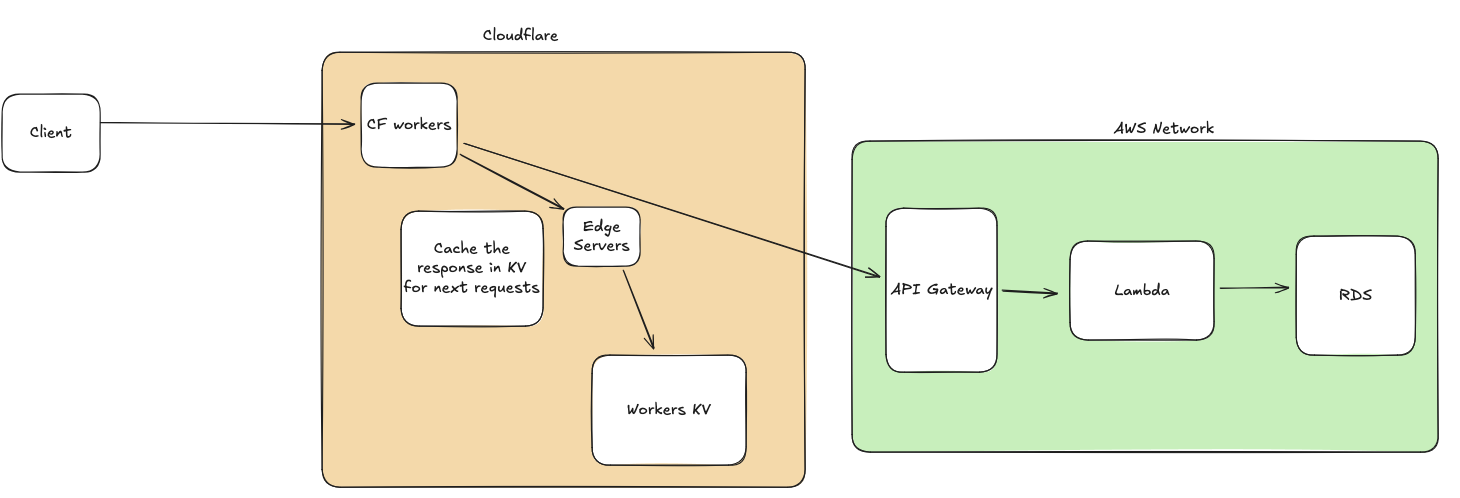 Cloudflare
Client
CF workers
Edge
Servers
Cache the
response in KV
for next requests
Workers KV
AWS Network
API Gateway
Lambda
RDS